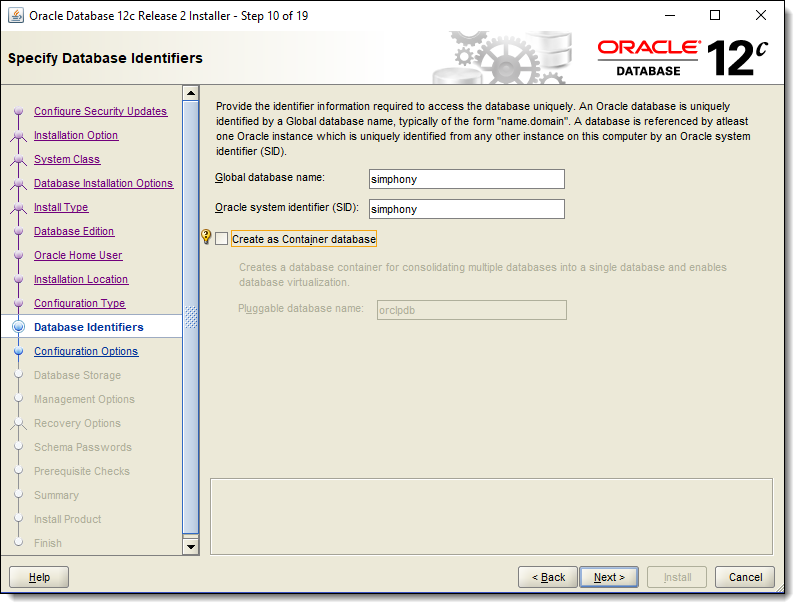 Oracle Database 12c Release 2 Installer - Step 10 of 19
Specify Database Identifiers
ORACLE®
DATABASE
12c
Configure Security Updates
Installation Option
System Class
Database Installation Options
Install Type
Database Edition
Oracle Home User
Installation Location
Configuration Type
Database Identifiers
Configuration Options
Database Storage
Management Options
Recovery Options
Schema Passwords
Prerequisite Checks
Summary
Install Product
Finish
Provide the identifier information required to access the database uniquely. An Oracle database is uniquely
identified by a Global database name, typically of the form "name.domain". A database is referenced by atleast
one Oracle instance which is uniquely identified from any other instance on this computer by an Oracle system
identifier (SID).
Global database name: simphony
Oracle system identifier (SID): simphony
Create as Container database
Creates a database container for consolidating multiple databases into a single database and enables
database virtualization.
Pluggable database name: orclpdb
Help
< Back
Next >
Install
Cancel